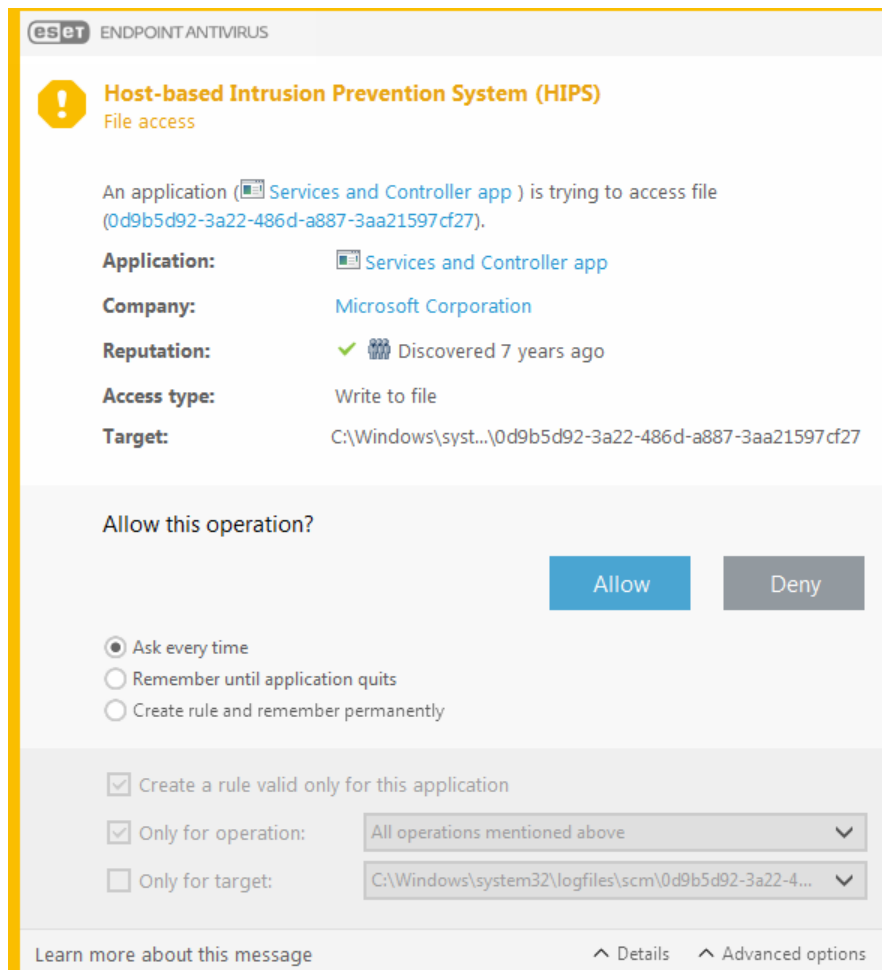 eset ENDPOINT ANTIVIRUS
Host-based Intrusion Prevention System (HIPS)
File access
An application ( Services and Controller app ) is trying to access file
(0d9b5d92-3a22-486d-a887-3aa21597cf27).
Application: Services and Controller app
Company: Microsoft Corporation
Reputation: Discovered 7 years ago
Access type: Write to file
Target: C:\Windows\syst...\0d9b5d92-3a22-486d-a887-3aa21597cf27
Allow this operation?
Allow Deny
Ask every time
Remember until application quits
Create rule and remember permanently
Create a rule valid only for this application
Only for operation: All operations mentioned above
Only for target: C:\Windows\system32\logfiles\scm\0d9b5d92-3a22-4...
Learn more about this message Details Advanced options